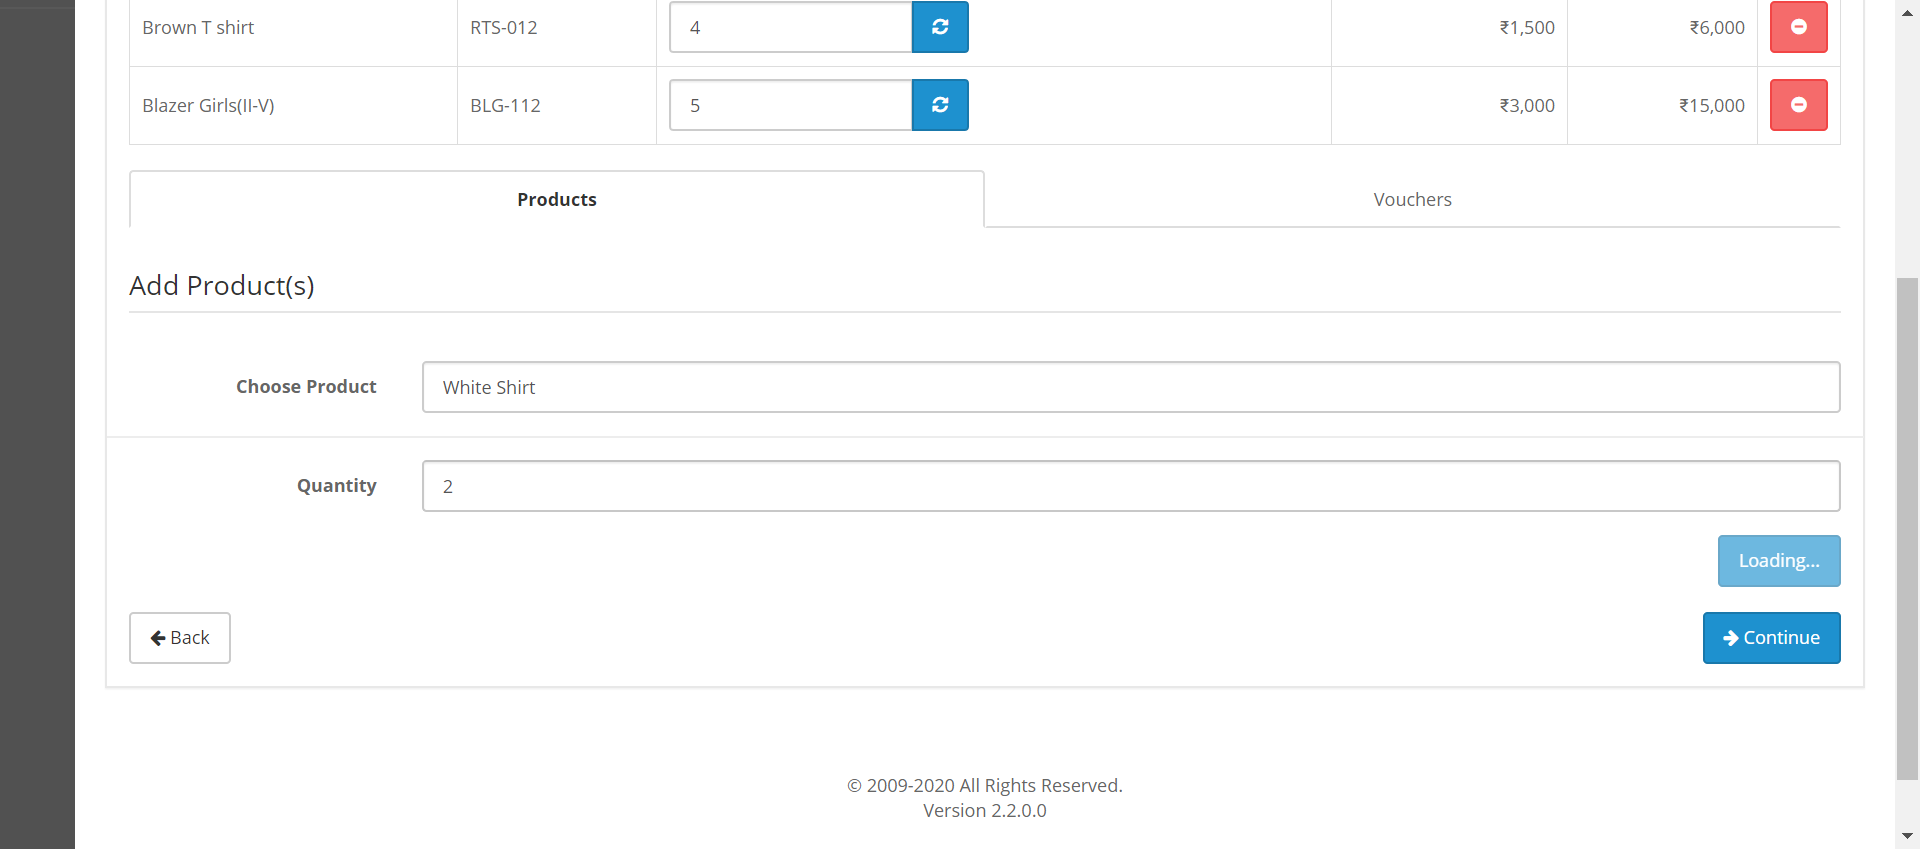 Brown T shirt RTS-012 4 ₹1,500 ₹6,000
Blazer Girls(II-V) BLG-112 5 ₹3,000 ₹15,000
Products Vouchers
Add Product(s)
Choose Product White Shirt
Quantity 2
Loading...
Back Continue
© 2009-2020 All Rights Reserved.
Version 2.2.0.0